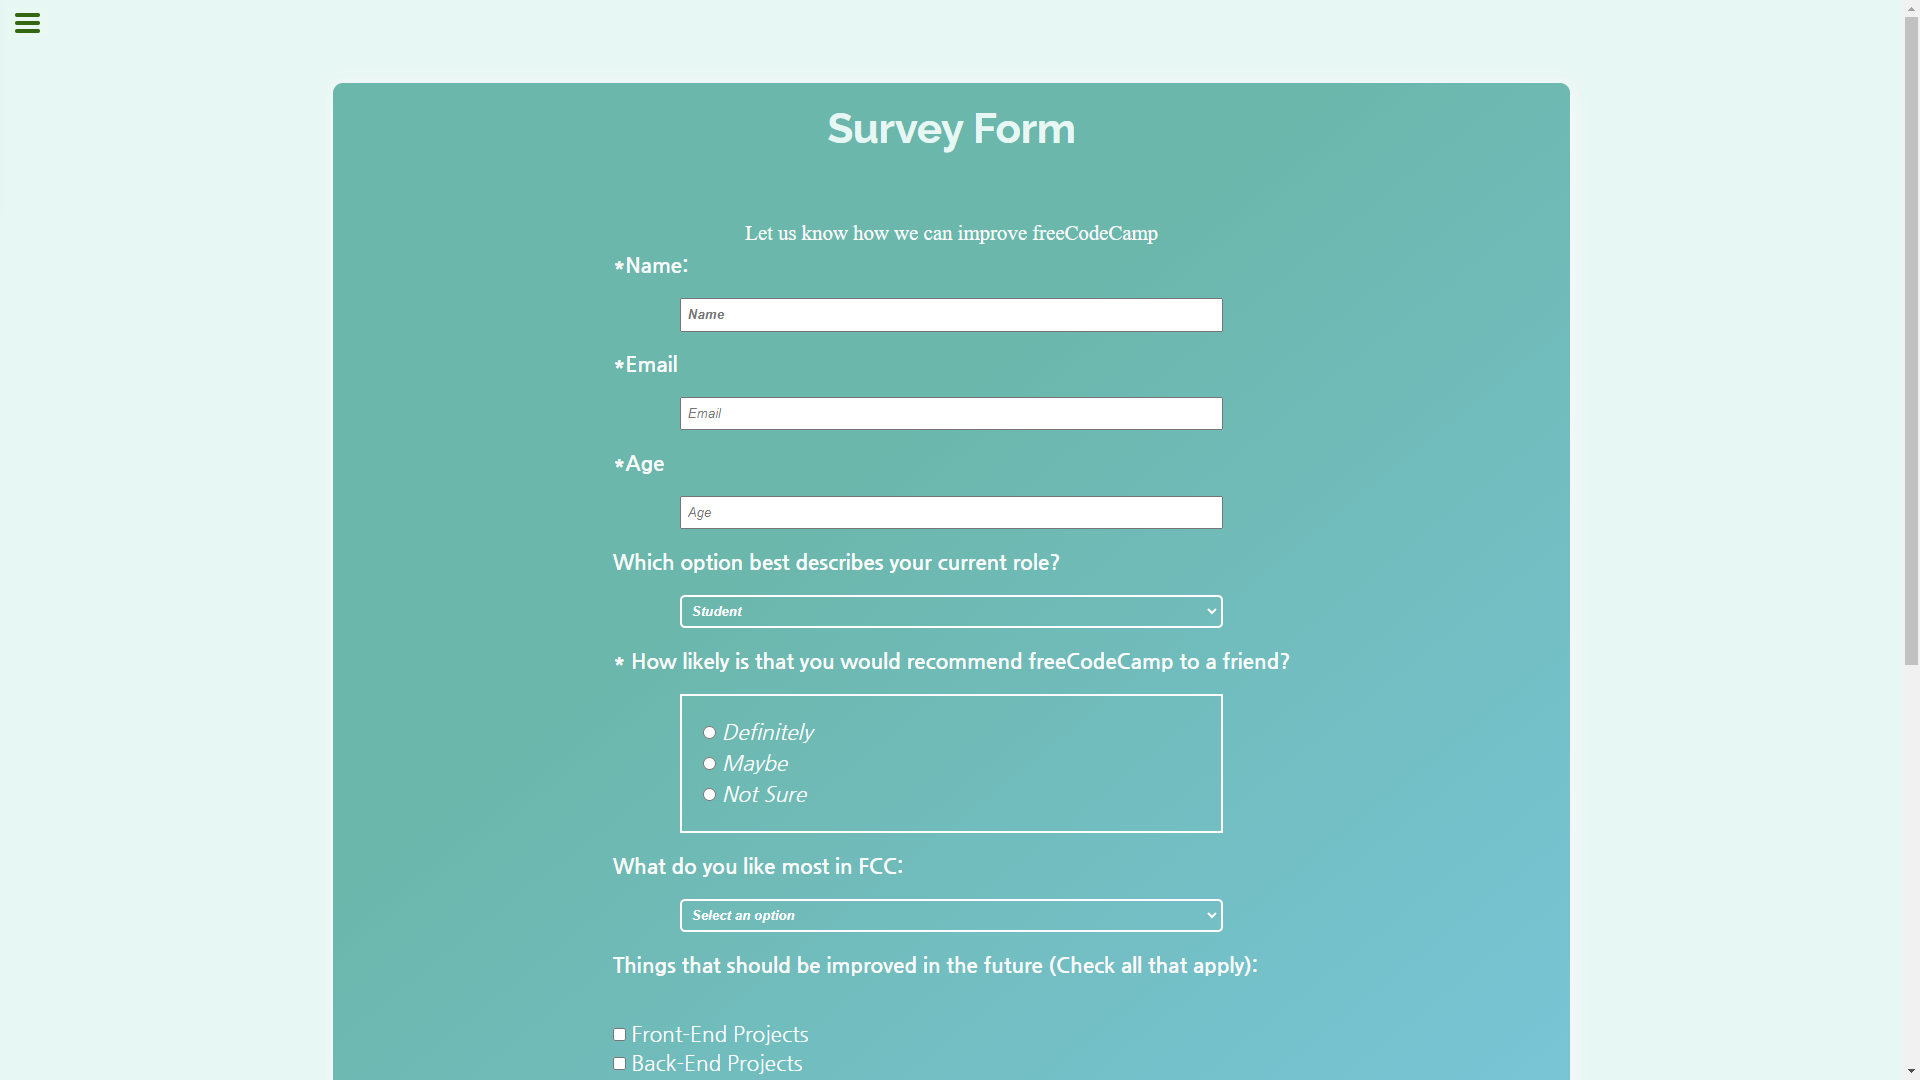 Survey Form
Let us know how we can improve freeCodeCamp
*Name:
Name
*Email
Email
*Age
Age
Which option best describes your current role?
Student
* How likely is that you would recommend freeCodeCamp to a friend?
Definitely
Maybe
Not Sure
What do you like most in FCC:
Select an option
Things that should be improved in the future (Check all that apply):
Front-End Projects
Back-End Projects